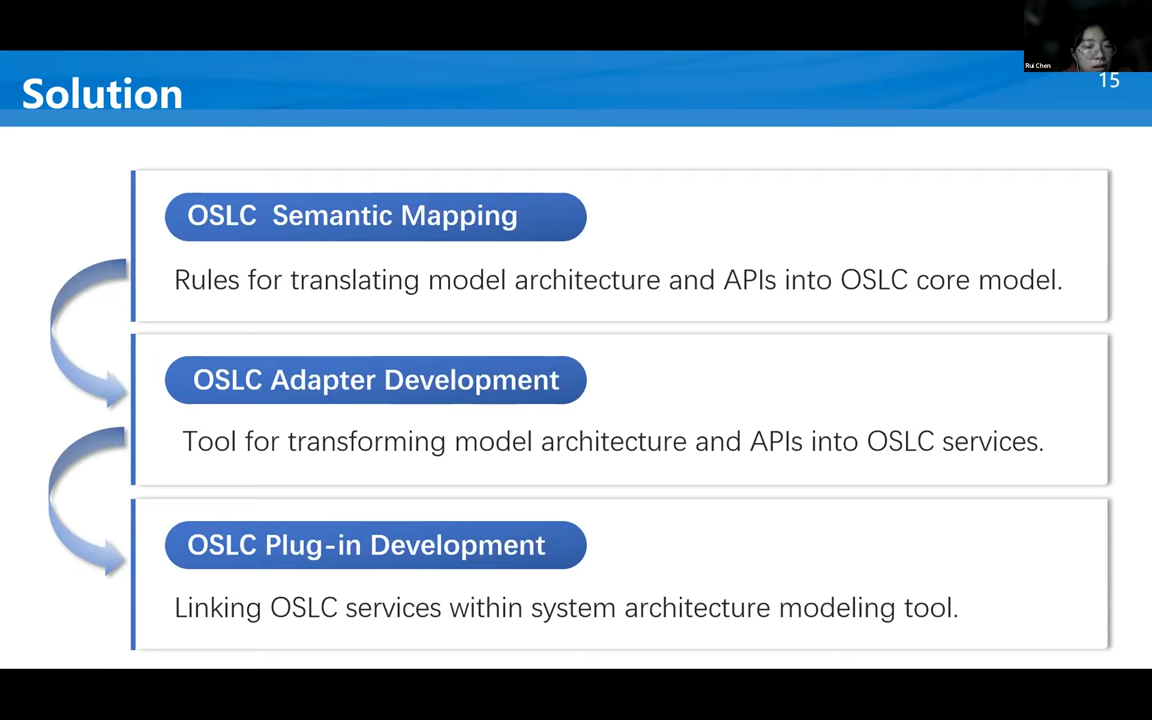 Rui Chen
15
Solution
OSLC  Semantic Mapping
Rules for translating model architecture and APIs into OSLC core model.
OSLC Adapter Development
Tool for transforming model architecture and APIs into OSLC services.
OSLC Plug-in Development
Linking OSLC services within system architecture modeling tool.